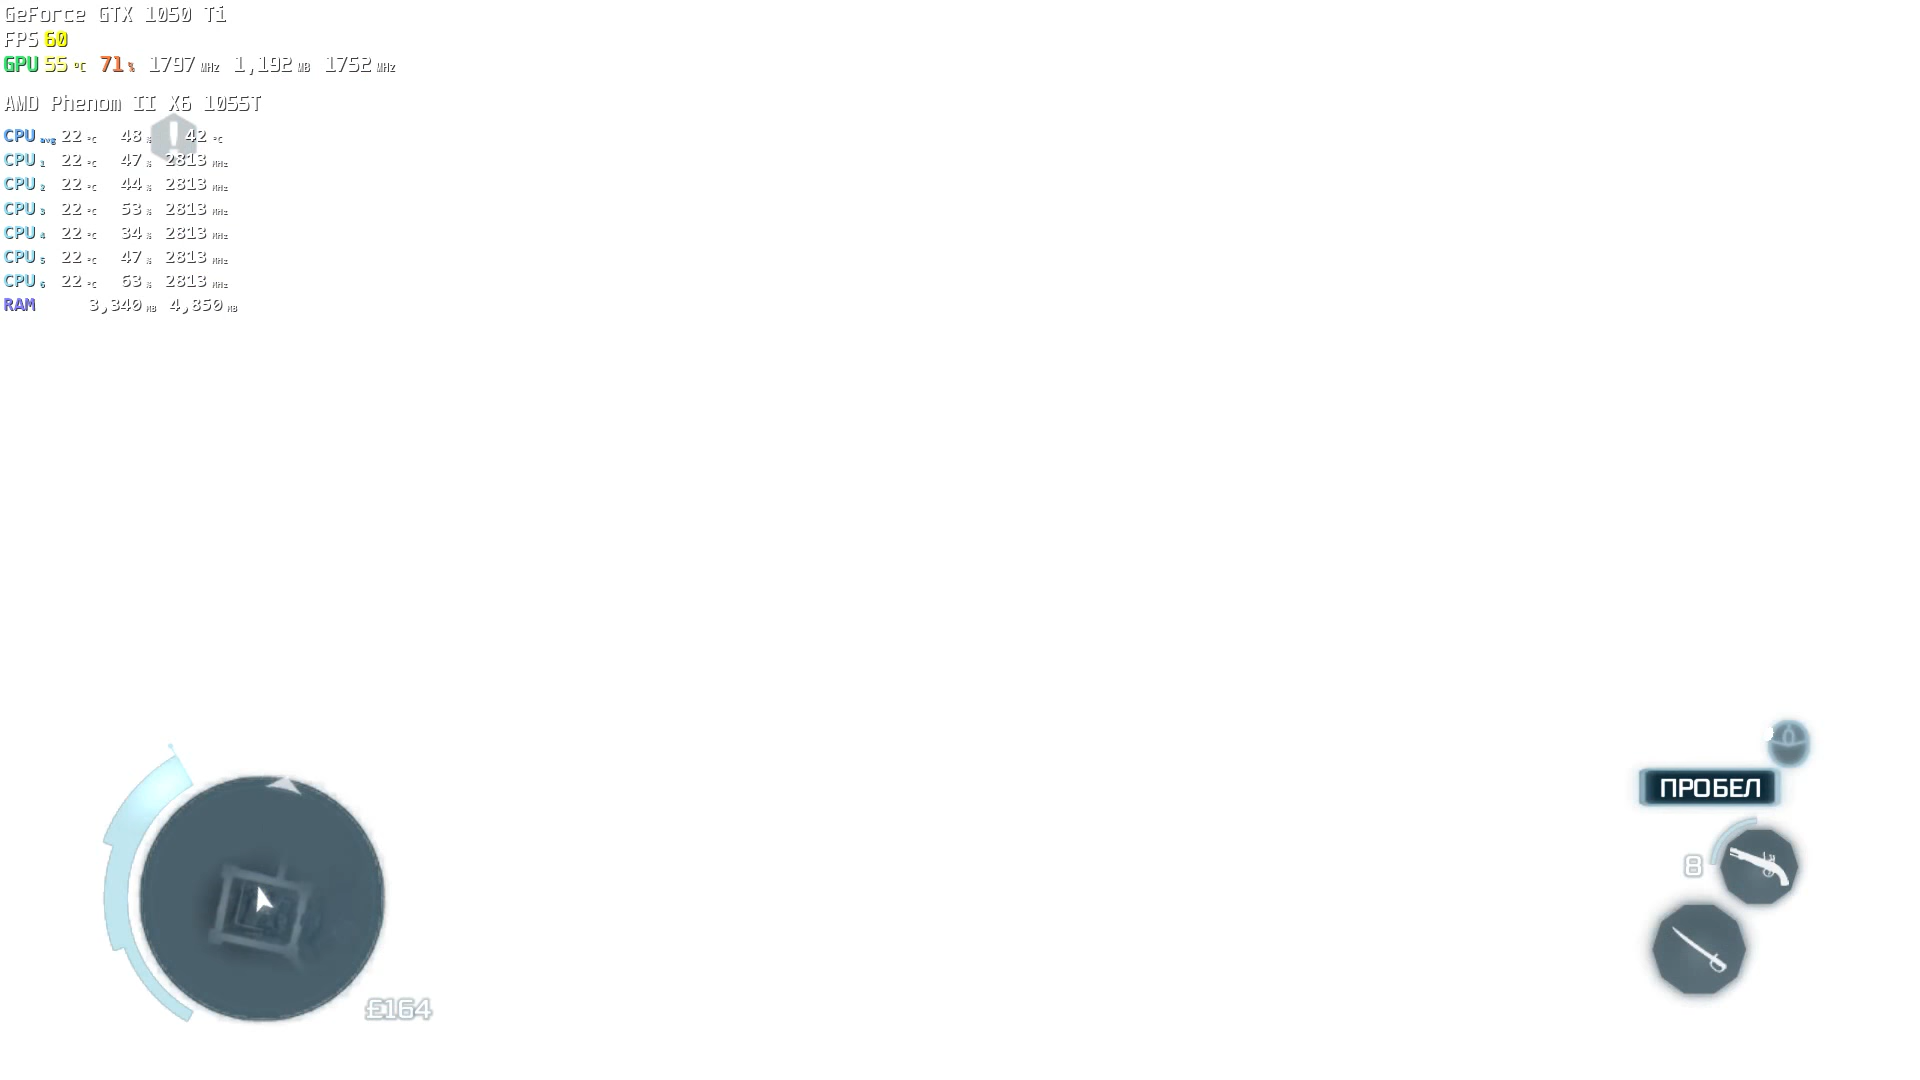 GeForce GTX 1050 Ti
FPS 60
GPU 55 °C 71 % 1797 MHz 1,192 MB 1752 MHz
AMD Phenom II X6 1055T
CPU avg 22 °C 48 % 42 °C
CPU 1 22 °C 47 % 2813 MHz
CPU 2 22 °C 44 % 2813 MHz
CPU 3 22 °C 53 % 2813 MHz
CPU 4 22 °C 34 % 2813 MHz
CPU 5 22 °C 47 % 2813 MHz
CPU 6 22 °C 63 % 2813 MHz
RAM 3,340 MB 4,850 MB
ПРОБЕЛ
8
£164